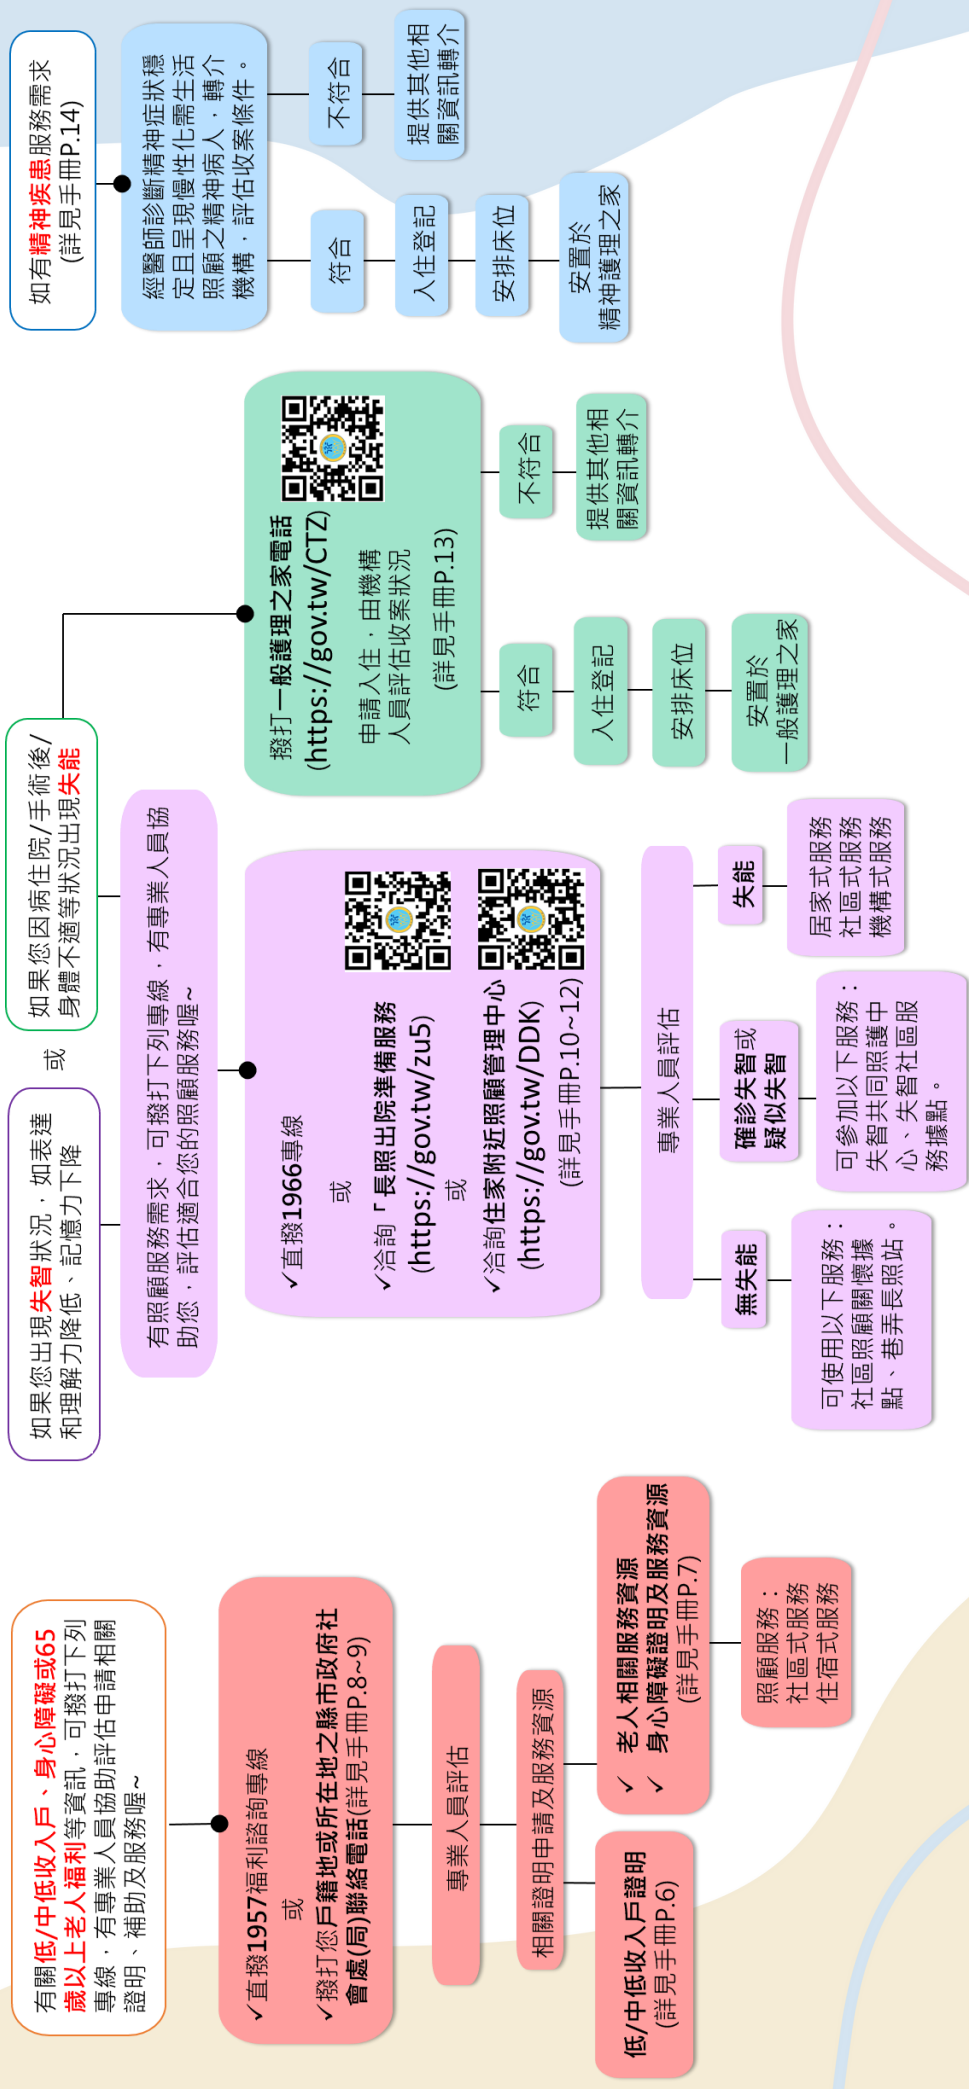 有關低/中低收入戶、身心障礙或65
歲以上老人福利等資訊，可撥打下列
專線，有專業人員協助評估申請相關
證明、補助及服務喔~
✓直撥1957福利諮詢專線
或
✓撥打您戶籍地或所在地之縣市政府社
會處(局)聯絡電話(詳見手冊P.8~9)
專業人員評估
相關證明申請及服務資源
低/中低收入戶證明
(詳見手冊P.6)
✓ 老人相關服務資源
✓ 身心障礙證明及服務資源
(詳見手冊P.7)
照顧服務：
社區式服務
住宿式服務
如果您出現失智狀況，如表達
和理解力降低、記憶力下降
或
如果您因病住院/手術後/
身體不適等狀況出現失能
有照顧服務需求，可撥打下列專線，有專業人員協
助您，評估適合您的照顧服務喔~
✓直撥1966專線
或
✓洽詢「長照出院準備服務
(https://gov.tw/zu5)
或
✓洽詢住家附近照顧管理中心
(https://gov.tw/DDK)
(詳見手冊P.10~12)
專業人員評估
無失能
可使用以下服務：
社區照顧關懷據
點、巷弄長照站。
確診失智或
疑似失智
可參加以下服務：
失智共同照護中
心、失智社區服
務據點。
失能
居家式服務
社區式服務
機構式服務
撥打一般護理之家電話
(https://gov.tw/CTZ)
申請入住，由機構
人員評估收案狀況
(詳見手冊P.13)
符合
入住登記
安排床位
安置於
一般護理之家
不符合
提供其他相
關資訊轉介
如有精神疾患服務需求
(詳見手冊P.14)
經醫師診斷精神症狀穩
定且呈現慢性化需生活
照顧之精神病人，轉介
機構，評估收案條件。
符合
入住登記
安排床位
安置於
精神護理之家
不符合
提供其他相
關資訊轉介